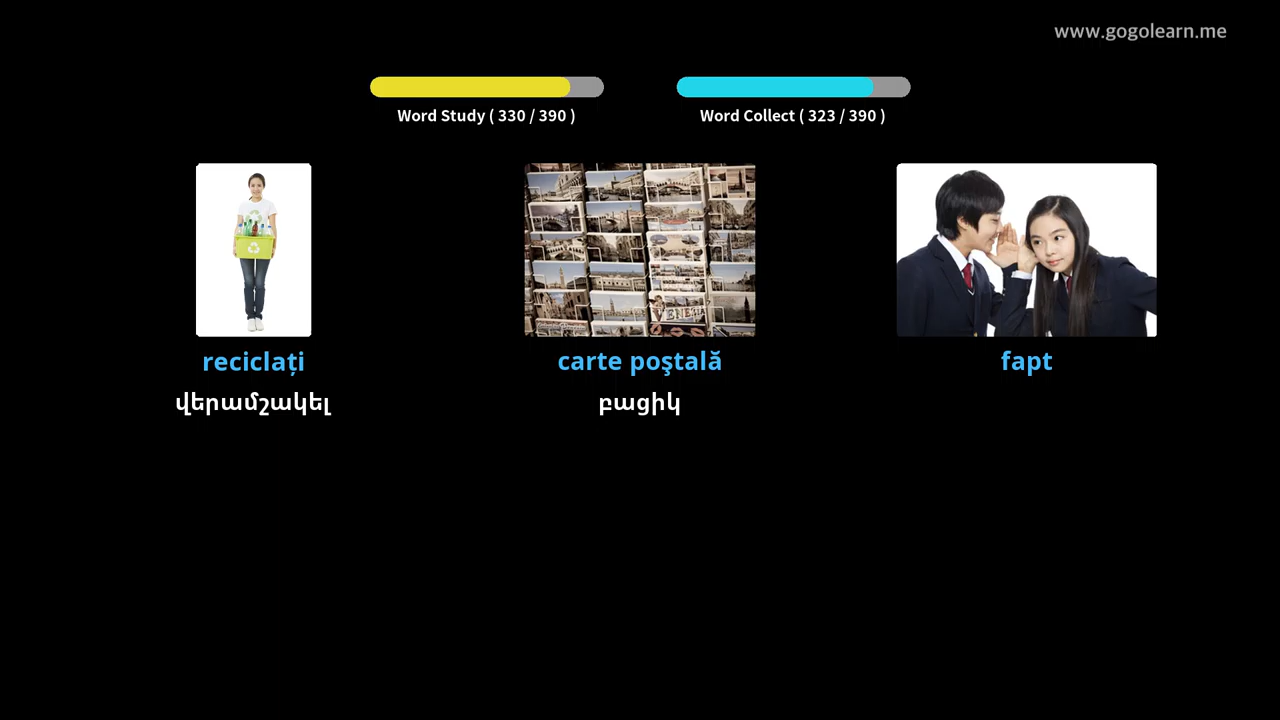 www.gogolearn.me
Word Study ( 330 / 390 )
Word Collect ( 323 / 390 )
reciclați
carte poştală
fapt
վերամշակել
բացիկ